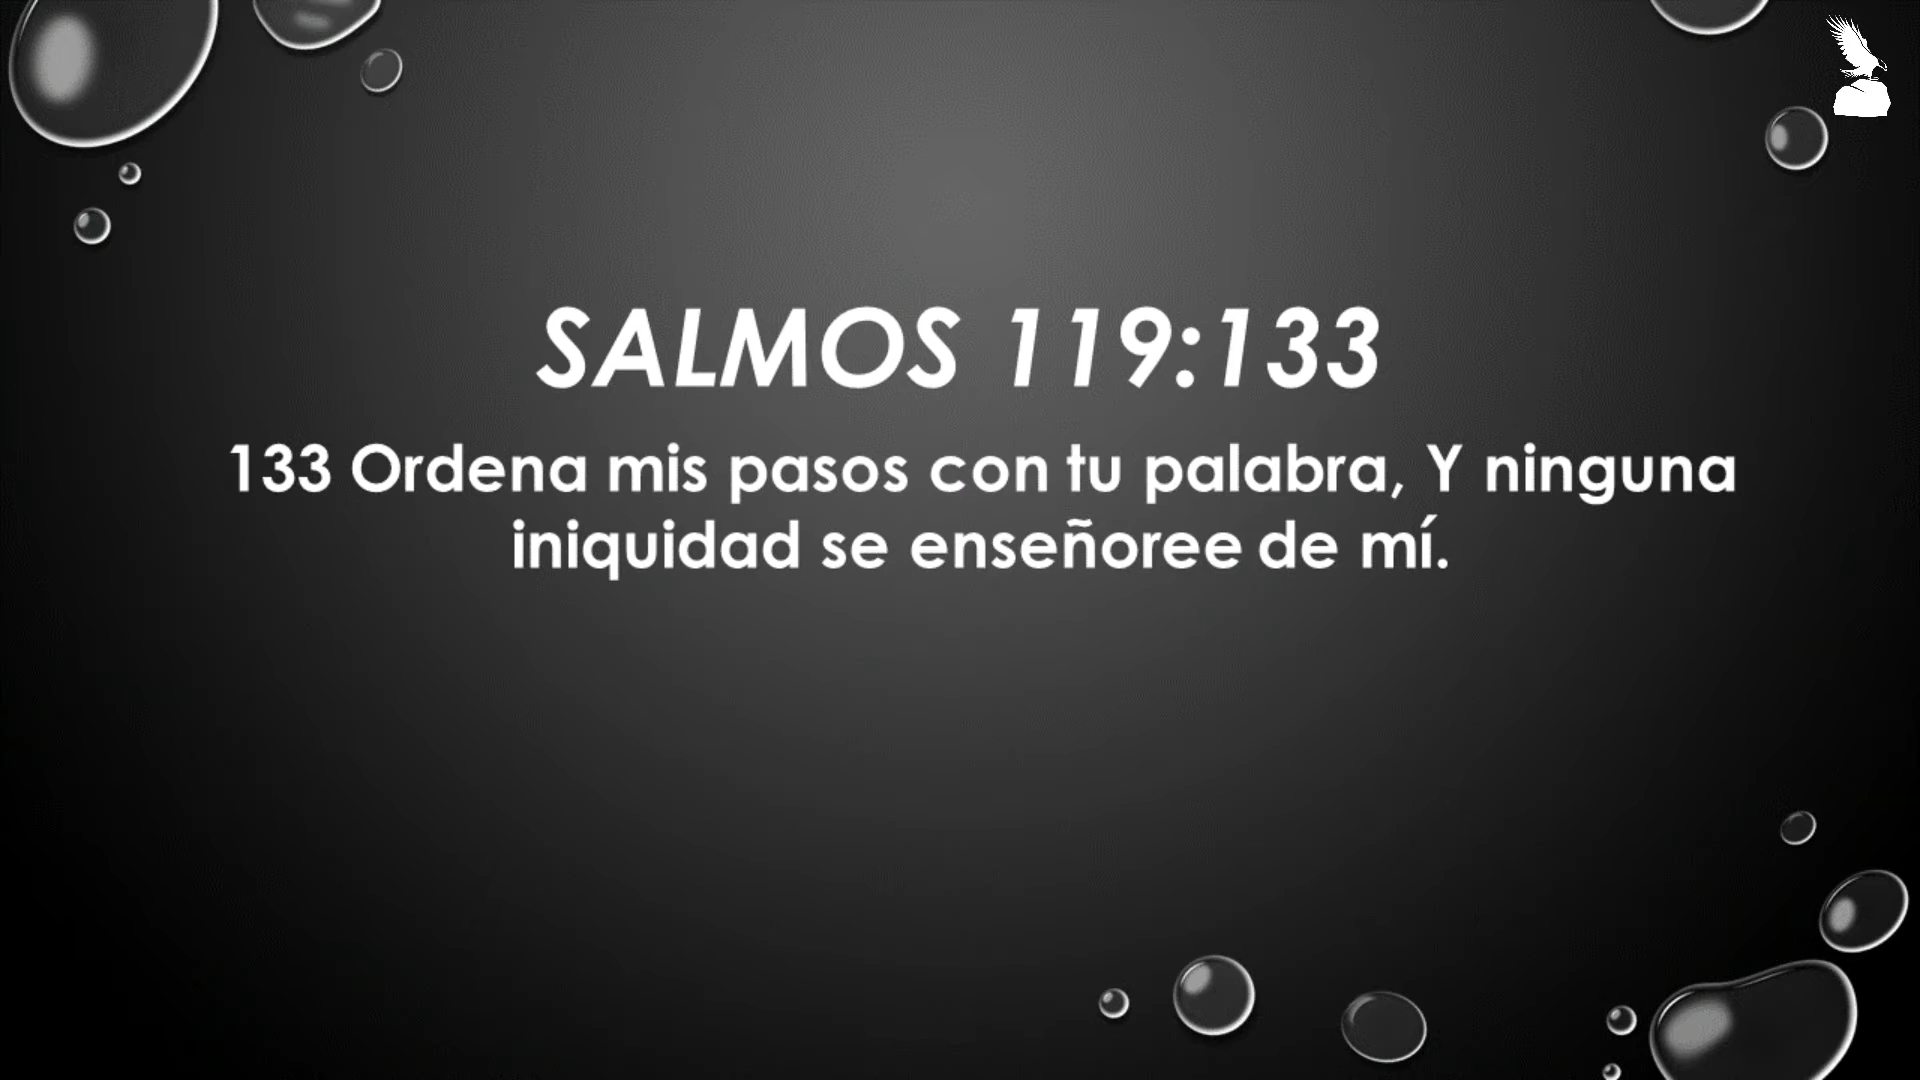 SALMOS 119:133
133 Ordena mis pasos con tu palabra, Y ninguna
iniquidad se enseñoree de mí.